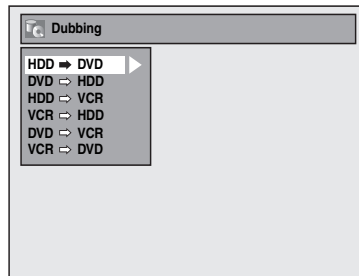 Dubbing
HDD ➡ DVD
DVD ⇨ HDD
HDD ⇨ VCR
VCR ⇨ HDD
DVD ⇨ VCR
VCR ⇨ DVD